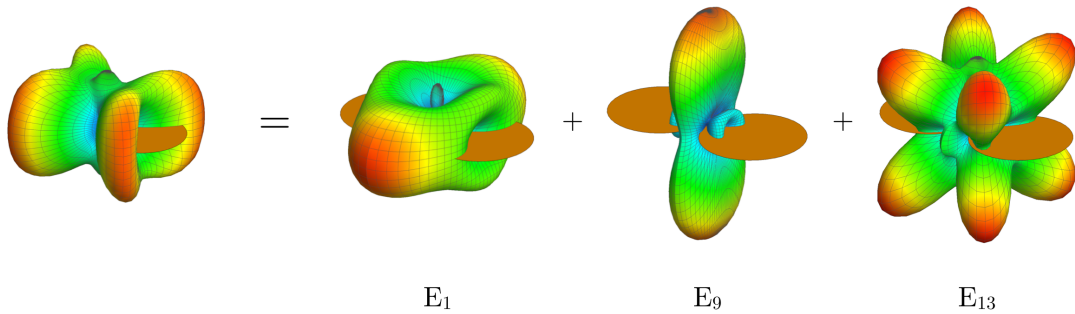 = + +
E₁ E₉ E₁₃